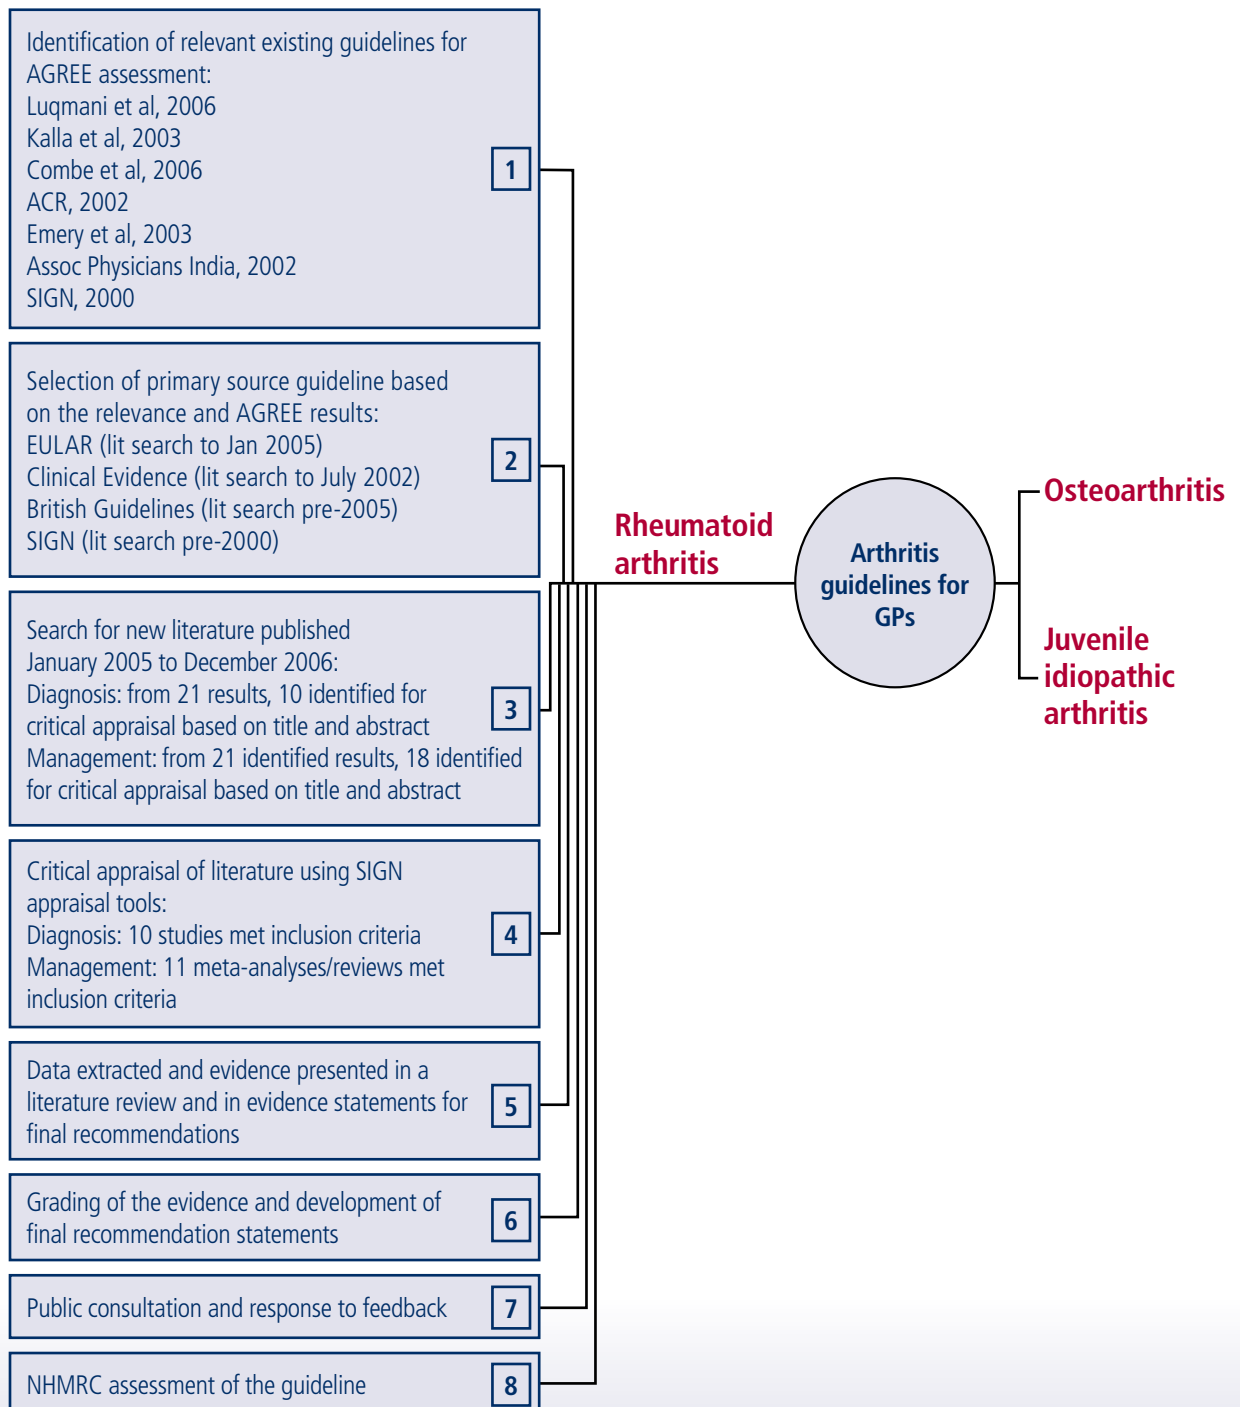 Identification of relevant existing guidelines for
AGREE assessment:
Luqmani et al, 2006
Kalla et al, 2003
Combe et al, 2006
ACR, 2002
Emery et al, 2003
Assoc Physicians India, 2002
SIGN, 2000
1
Selection of primary source guideline based
on the relevance and AGREE results:
EULAR (lit search to Jan 2005)
Clinical Evidence (lit search to July 2002)
British Guidelines (lit search pre-2005)
SIGN (lit search pre-2000)
2
Search for new literature published
January 2005 to December 2006:
Diagnosis: from 21 results, 10 identified for
critical appraisal based on title and abstract
Management: from 21 identified results, 18 identified
for critical appraisal based on title and abstract
3
Critical appraisal of literature using SIGN
appraisal tools:
Diagnosis: 10 studies met inclusion criteria
Management: 11 meta-analyses/reviews met
inclusion criteria
4
Data extracted and evidence presented in a
literature review and in evidence statements for
final recommendations
5
Grading of the evidence and development of
final recommendation statements
6
Public consultation and response to feedback
7
NHMRC assessment of the guideline
8
Rheumatoid
arthritis
Arthritis
guidelines for
GPs
Osteoarthritis
Juvenile
idiopathic
arthritis